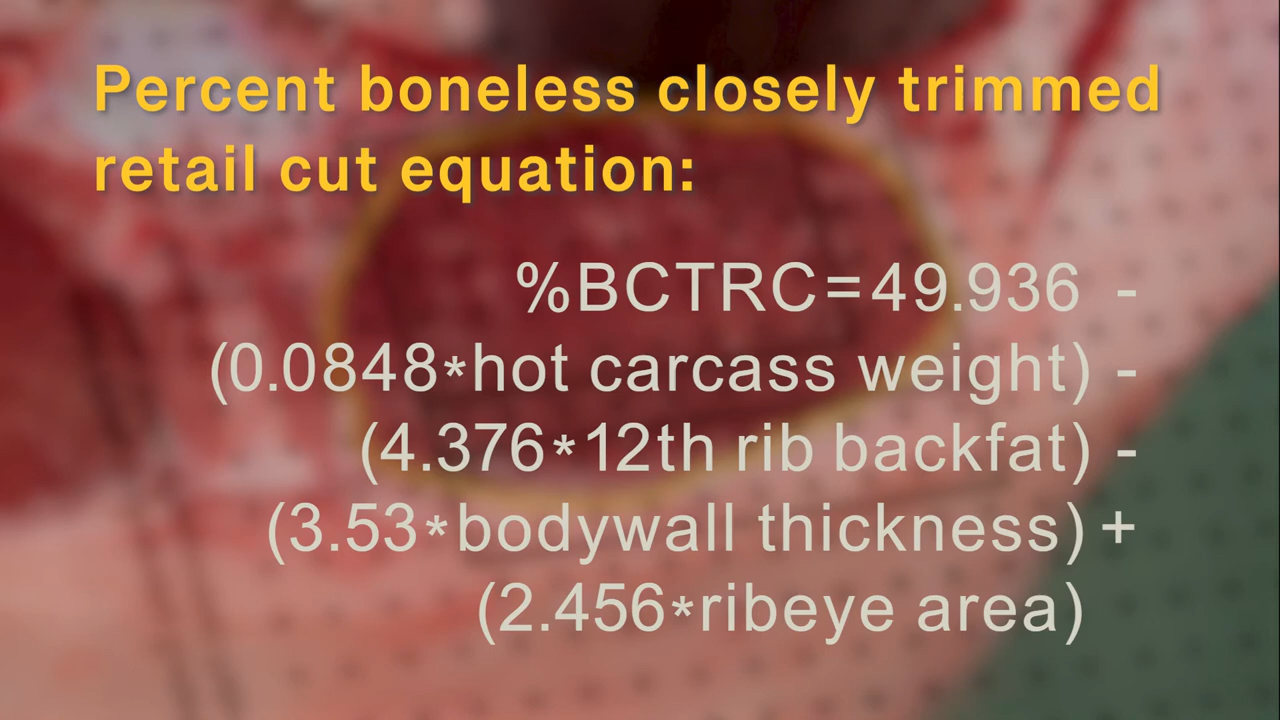 Percent boneless closely trimmed
retail cut equation:
%BCTRC=49.936 -
(0.0848*hot carcass weight) -
(4.376*12th rib backfat) -
(3.53*bodywall thickness) +
(2.456*ribeye area)